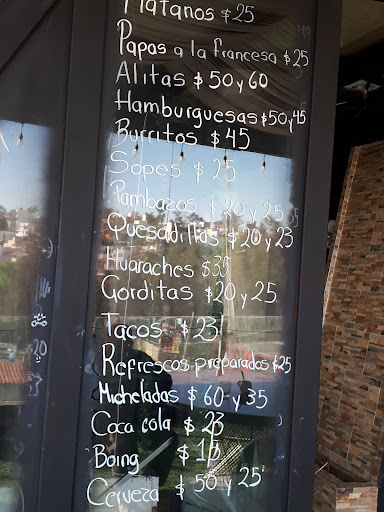 Platanos $25
Papas a la francesa $25
Alitas $50 y 60
Hamburguesas $50 y 45
Burritos $45
Sopes $25
Pambazos $20 y 25
Quesadillas $20 y 25
Huaraches $35
Gorditas $20 y 25
Tacos $23
Refrescos preparados $25
Micheladas $60 y 35
Coca cola $23
Boing $15
Cerveza $50 y 25